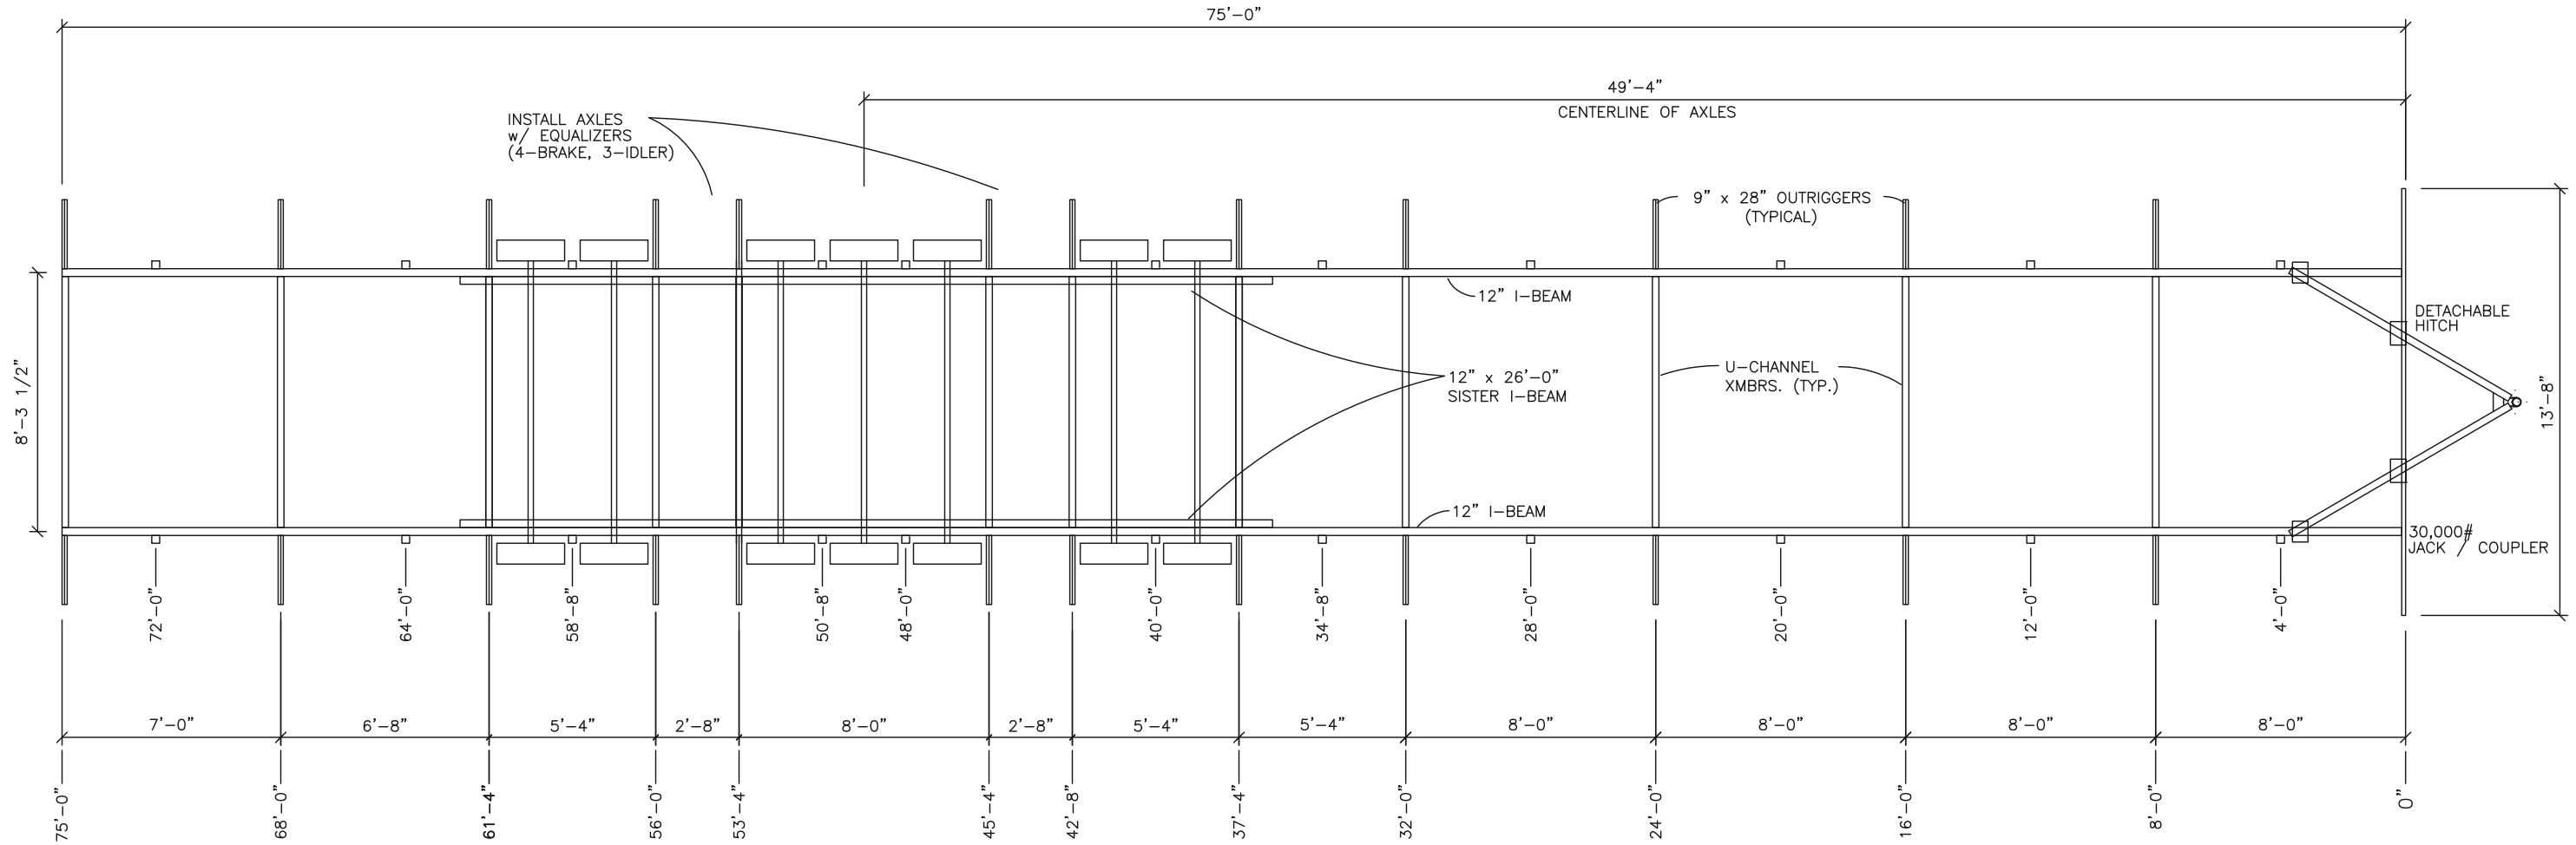 75'-0"
49'-4"
CENTERLINE OF AXLES
INSTALL AXLES
w/ EQUALIZERS
(4-BRAKE, 3-IDLER)
9" x 28" OUTRIGGERS
(TYPICAL)
12" I-BEAM
DETACHABLE
HITCH
8'-3 1/2"
12" x 26'-0"
SISTER I-BEAM
U-CHANNEL
XMBRS. (TYP.)
13'-8"
12" I-BEAM
30,000#
JACK / COUPLER
72'-0"
64'-0"
58'-8"
50'-8"
48'-0"
40'-0"
34'-8"
28'-0"
20'-0"
12'-0"
4'-0"
7'-0"
6'-8"
5'-4"
2'-8"
8'-0"
2'-8"
5'-4"
5'-4"
8'-0"
8'-0"
8'-0"
8'-0"
75'-0"
68'-0"
61'-4"
56'-0"
53'-4"
45'-4"
42'-8"
37'-4"
32'-0"
24'-0"
16'-0"
8'-0"
0"